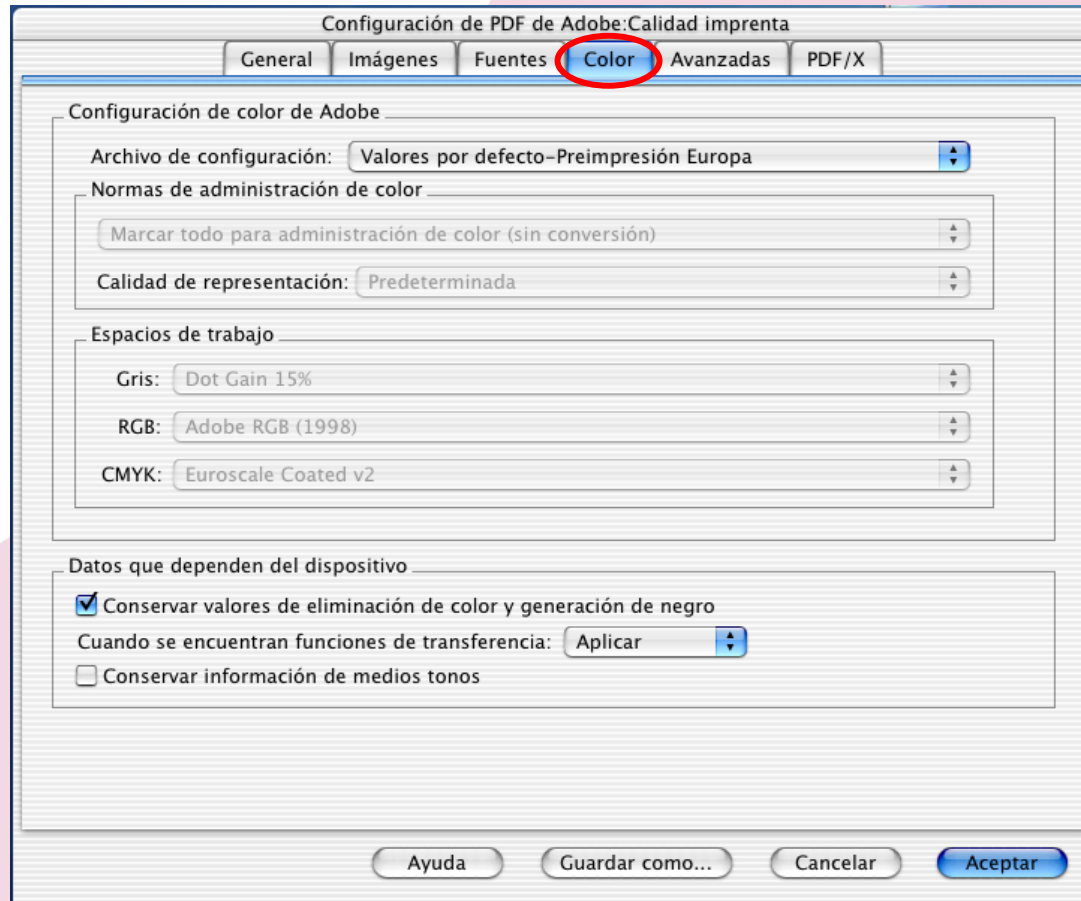 Configuración de PDF de Adobe:Calidad imprenta
General Imágenes Fuentes Color Avanzadas PDF/X
Configuración de color de Adobe
Archivo de configuración: Valores por defecto-Preimpresión Europa
Normas de administración de color
Marcar todo para administración de color (sin conversión)
Calidad de representación: Predeterminada
Espacios de trabajo
Gris: Dot Gain 15%
RGB: Adobe RGB (1998)
CMYK: Euroscale Coated v2
Datos que dependen del dispositivo
Conservar valores de eliminación de color y generación de negro
Cuando se encuentran funciones de transferencia: Aplicar
Conservar información de medios tonos
Ayuda Guardar como... Cancelar Aceptar